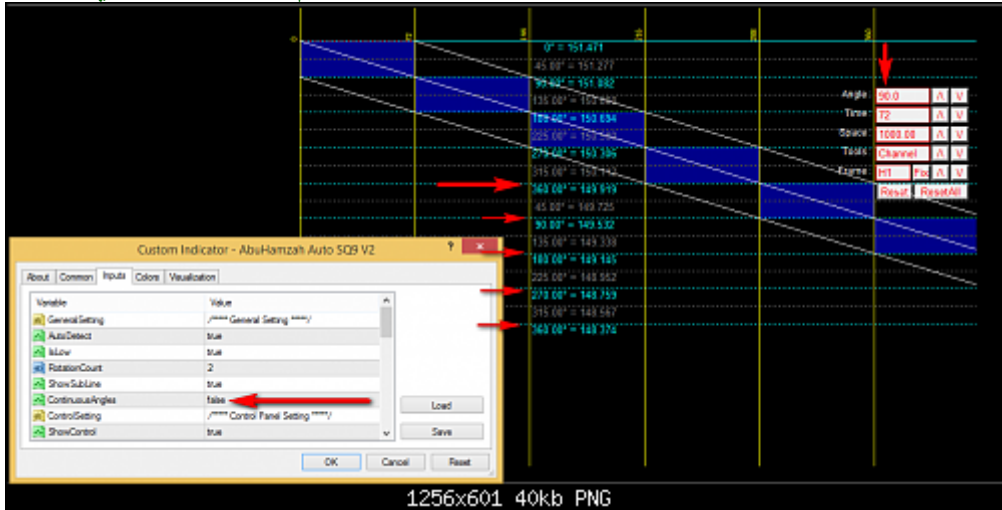 0
72
0° = 151.471
45.00° = 151.277
90.00° = 151.082
180.00° = 150.694
270.00° = 150.306
360.00° = 149.919
45.00° = 149.725
90.00° = 149.532
135.00° = 149.338
180.00° = 149.145
225.00° = 148.952
270.00° = 148.759
315.00° = 148.567
360.00° = 148.374
Angle 90.0 Λ V
Time 72 Λ V
Space 1000.00 Λ V
Tools Channel Λ V
Frame H1 Fix Λ V
Reset ResetAll
Custom Indicator - AbuHamzah Auto SQ9 V2 ? ×
About Common Inputs Colors Visualization
Variable Value
GeneralSetting /**** General Setting ****/
AutoDetect true
IsLow true
RotationCount 2
ShowSubLine true
ContinuousAngles false
ControlSetting /**** Control Panel Setting ****/
ShowControl true
Load
Save
OK Cancel Reset
1256x601 40kb PNG